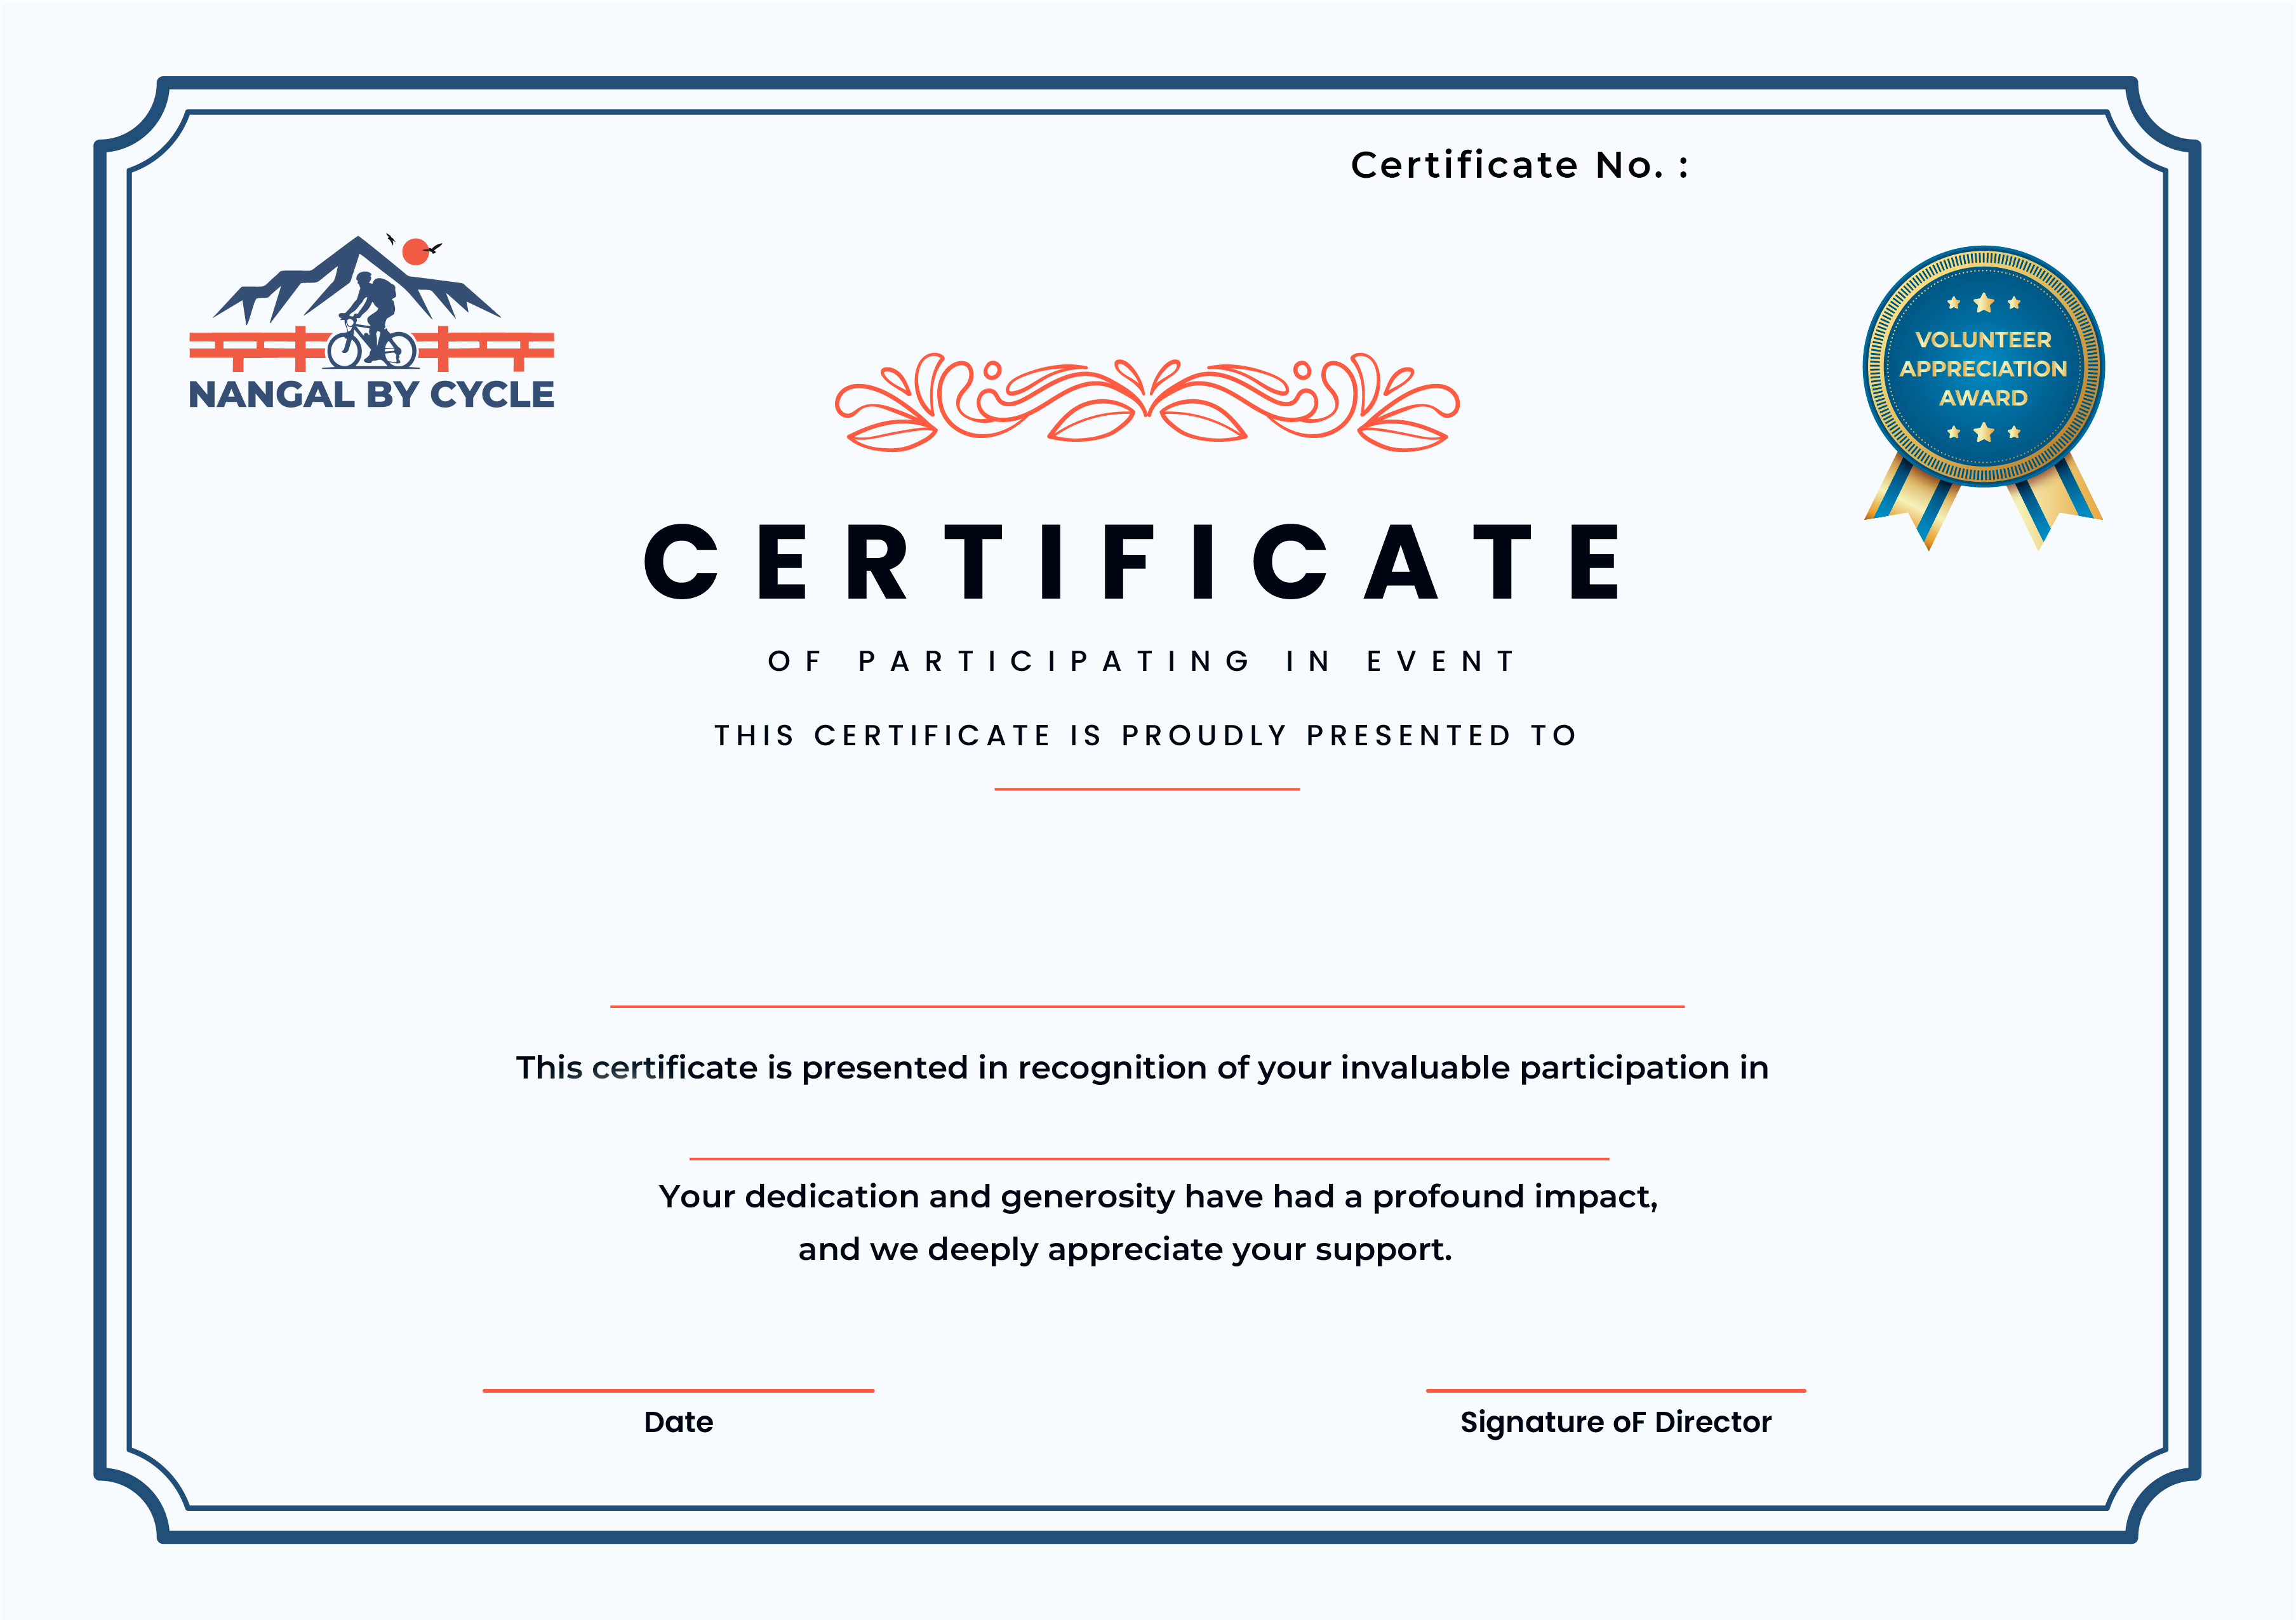 Certificate No. :
NANGAL BY CYCLE
VOLUNTEER
APPRECIATION
AWARD
CERTIFICATE
OF PARTICIPATING IN EVENT
THIS CERTIFICATE IS PROUDLY PRESENTED TO
This certificate is presented in recognition of your invaluable participation in
Your dedication and generosity have had a profound impact,
and we deeply appreciate your support.
Date
Signature oF Director